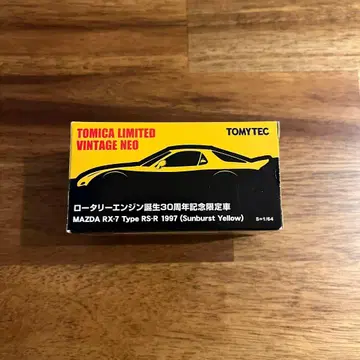 TOMICA LIMITED
VINTAGE NEO
TOMYTEC
ロータリーエンジン誕生30周年記念限定車
MAZDA RX-7 Type RS-R 1997 (Sunburst Yellow)
S=1/64